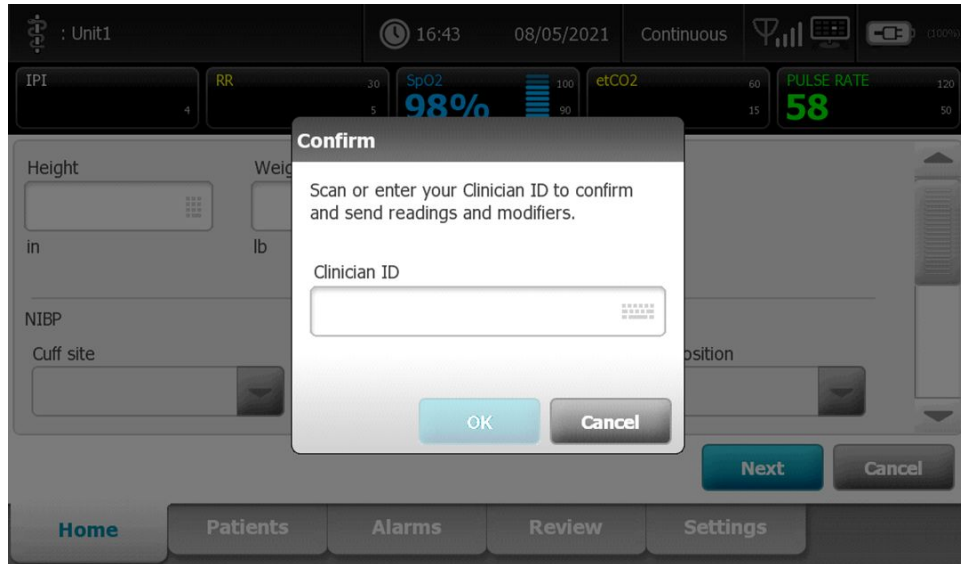 : Unit1
16:43
08/05/2021
Continuous
(100%)
IPI
4
RR
30
5
SpO2
98%
100
90
etCO2
60
15
PULSE RATE
58
120
50
Confirm
Scan or enter your Clinician ID to confirm
and send readings and modifiers.
Clinician ID
OK
Cancel
Height
in
lb
NIBP
Cuff site
Next
Cancel
Home
Patients
Alarms
Review
Settings